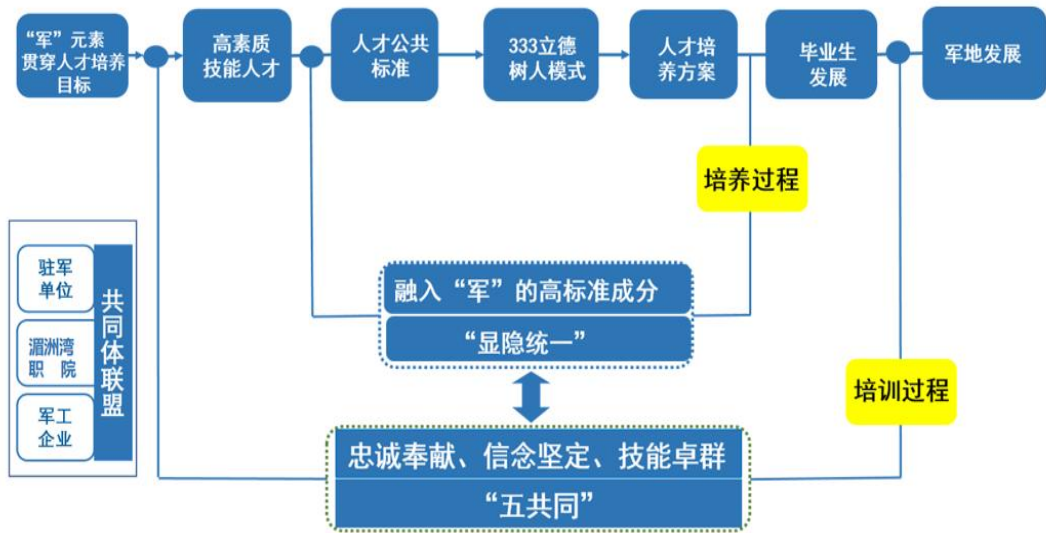 “军”元素
贯穿人才培养
目标
高素质
技能人才
人才公共
标准
333立德
树人模式
人才培
养方案
毕业生
发展
军地发展
培养过程
驻军
单位
湄洲湾
职 院
军工
企业
共同体联盟
融入“军”的高标准成分
“显隐统一”
培训过程
忠诚奉献、信念坚定、技能卓群
“五共同”